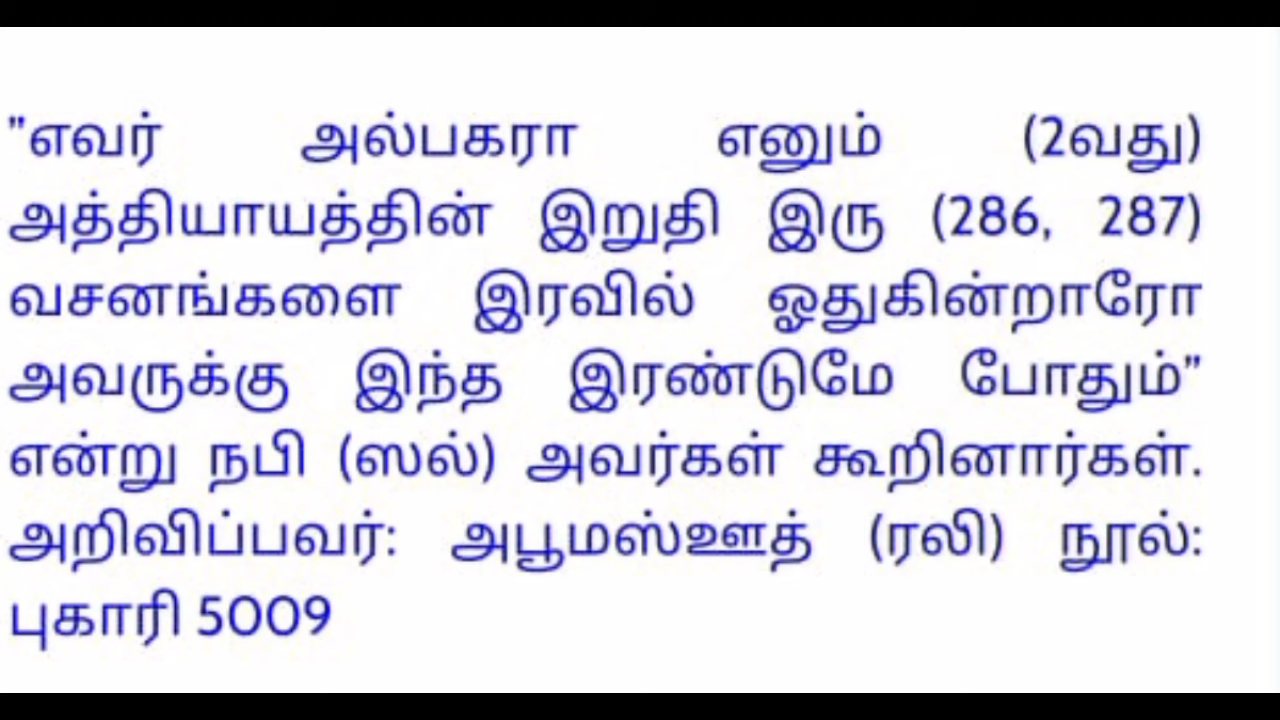 "எவர் அல்பகரா எனும் (2வது)
அத்தியாயத்தின் இறுதி இரு (286, 287)
வசனங்களை இரவில் ஓதுகின்றாரோ
அவருக்கு இந்த இரண்டுமே போதும்”
என்று நபி (ஸல்) அவர்கள் கூறினார்கள்.
அறிவிப்பவர்: அபூமஸ்ஊத் (ரலி) நூல்:
புகாரி 5009